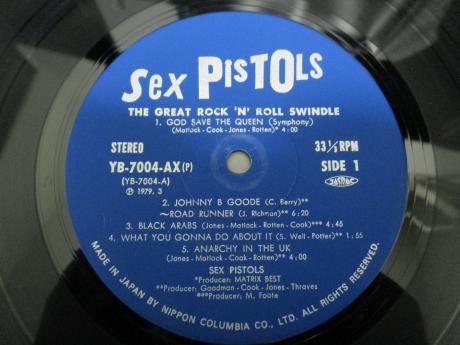 Sex PISTOLS
THE GREAT ROCK 'N' ROLL SWINDLE
1. GOD SAVE THE QUEEN (Symphony)
(Matlock - Cook - Jones - Rotten)* 4:00
STEREO
33 1/3 RPM
YB-7004-AX(P)
SIDE 1
(YB-7004-A)
Ⓟ 1979. 3
2. JOHNNY B GOODE (C. Berry)**
~ROAD RUNNER (J. Richman)** 6:20
3. BLACK ARABS (Jones - Matlock - Rotten - Cook)*** 4:45
4. WHAT YOU GONNA DO ABOUT IT (S. Well - Potter)** 1:55
5. ANARCHY IN THE UK
(Jones - Matlock - Rotten - Cook)** 4:00
SEX PISTOLS
*Producer: MATRIX BEST
**Producer: Goodman - Cook - Jones - Thraves
***Producer: M. Foote
MADE IN JAPAN BY NIPPON COLUMBIA CO., LTD. ALL RIGHTS RESERVED.